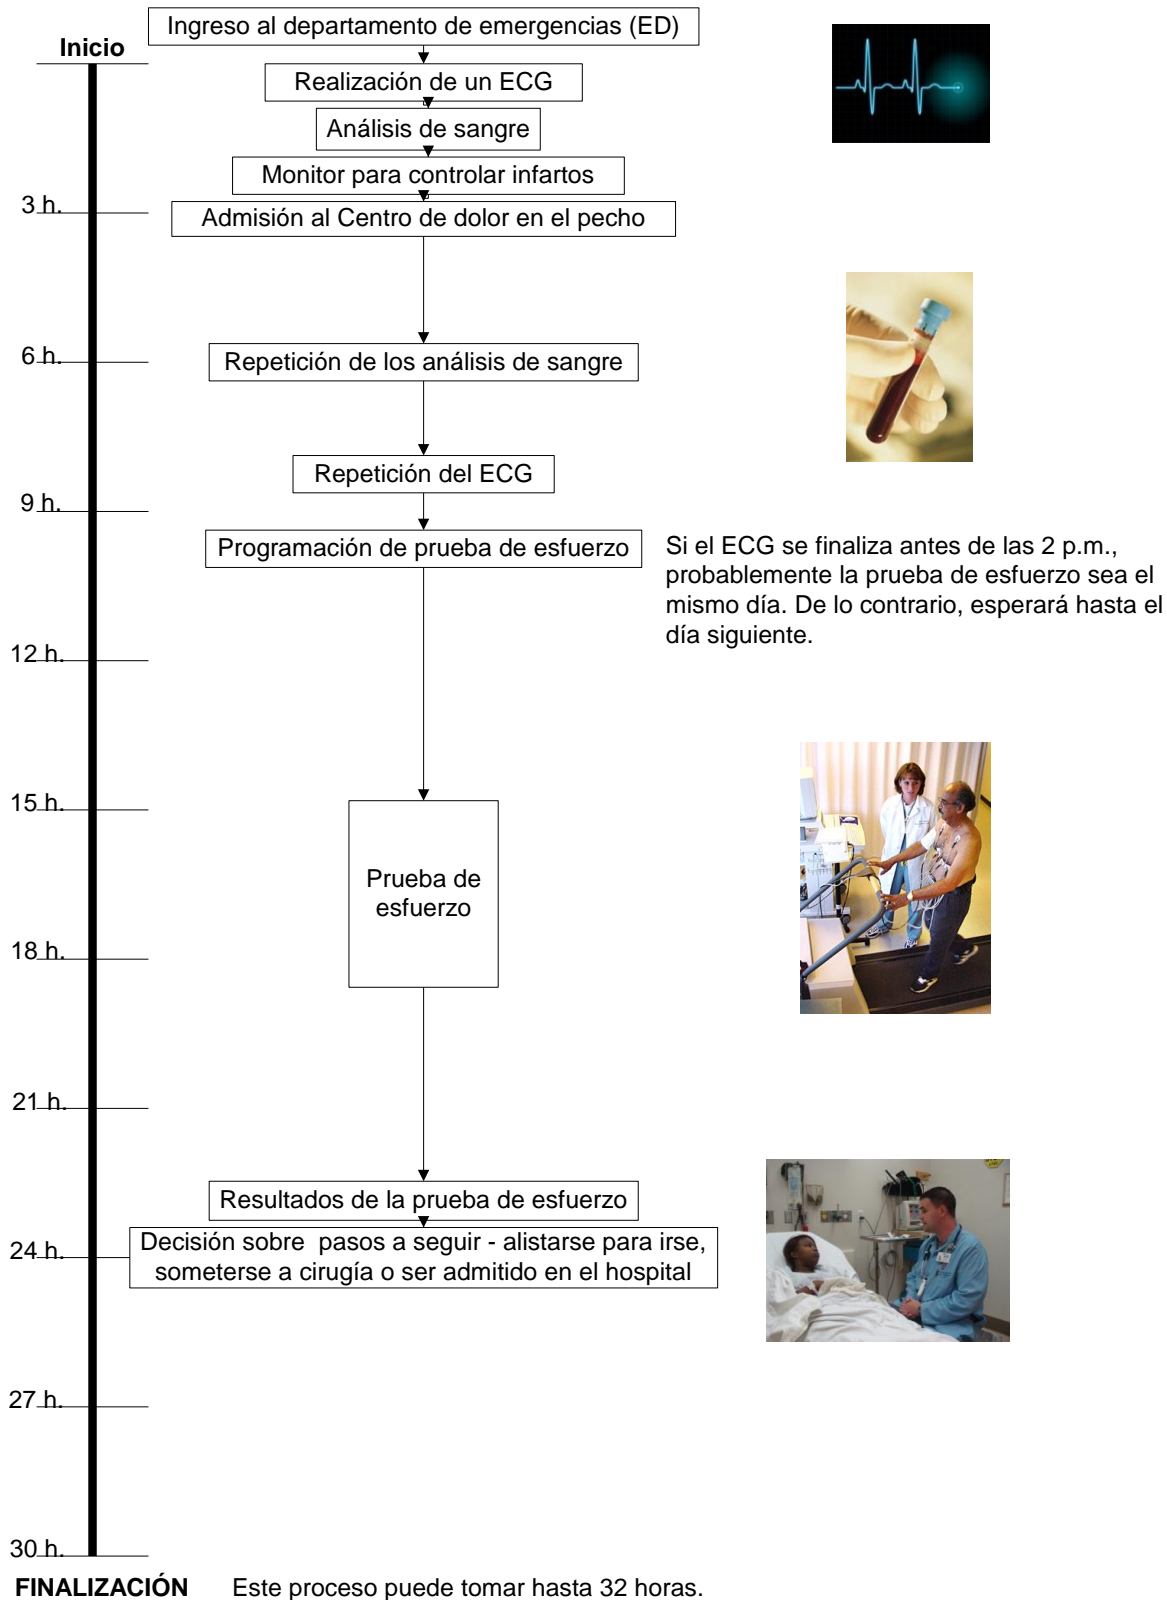 Ingreso al departamento de emergencias (ED)
Inicio
Realización de un ECG
Análisis de sangre
Monitor para controlar infartos
3 h.
Admisión al Centro de dolor en el pecho
6 h.
Repetición de los análisis de sangre
Repetición del ECG
9 h.
Programación de prueba de esfuerzo
Si el ECG se finaliza antes de las 2 p.m.,
probablemente la prueba de esfuerzo sea el
mismo día. De lo contrario, esperará hasta el
día siguiente.
12 h.
15 h.
Prueba de
esfuerzo
18 h.
21 h.
Resultados de la prueba de esfuerzo
24 h.
Decisión sobre pasos a seguir - alistarse para irse,
someterse a cirugía o ser admitido en el hospital
27 h.
30 h.
FINALIZACIÓN Este proceso puede tomar hasta 32 horas.